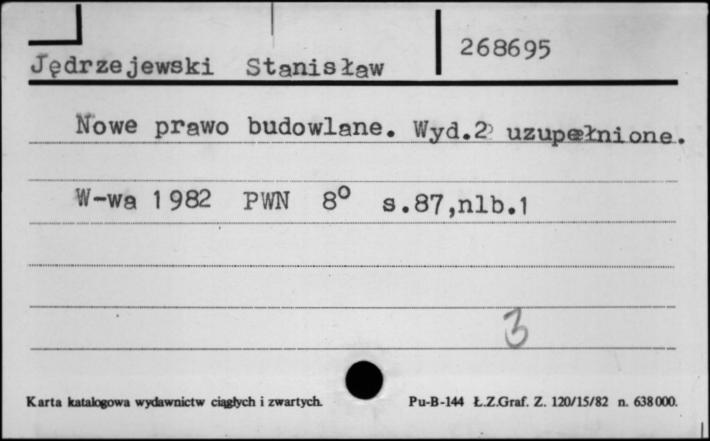 268695
Jędrzejewski Stanisław
Nowe prawo budowlane. Wyd.2 uzupełnione.
W-wa 1982 PWN 8° s.87,nlb.1
3
Karta katalogowa wydawnictw ciągłych i zwartych. Pu-B-144 Ł.Z.Graf. Z. 120/15/82 n. 638000.